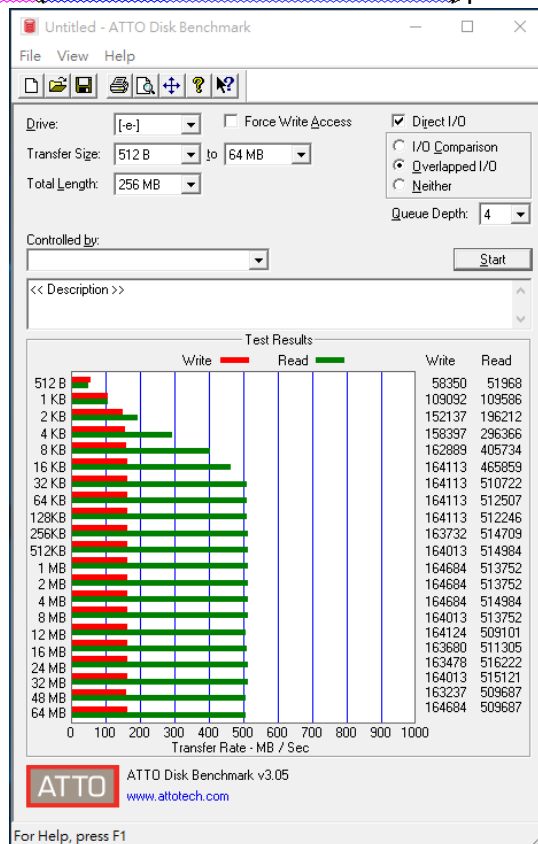 Untitled - ATTO Disk Benchmark
File View Help
Drive: [-e-] Force Write Access Direct I/O
Transfer Size: 512 B to 64 MB I/O Comparison
Overlapped I/O
Total Length: 256 MB Neither
Queue Depth: 4
Controlled by:
Start
<< Description >>
Test Results
Write Read Write Read
512 B 58350 51968
1 KB 109092 109586
2 KB 152137 196212
4 KB 158397 296366
8 KB 162889 405734
16 KB 164113 465859
32 KB 164113 510722
64 KB 164113 512507
128KB 164113 512246
256KB 163732 514709
512KB 164013 514984
1 MB 164684 513752
2 MB 164684 513752
4 MB 164684 514984
8 MB 164013 513752
12 MB 164124 509101
16 MB 163680 511305
24 MB 163478 516222
32 MB 164013 515121
48 MB 163237 509687
64 MB 164684 509687
0 100 200 300 400 500 600 700 800 900 1000
Transfer Rate - MB / Sec
ATTO ATTO Disk Benchmark v3.05
www.attotech.com
For Help, press F1